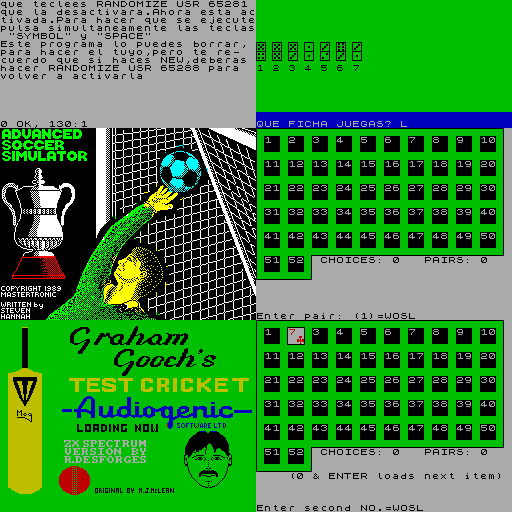 que teclees RANDOMIZE USR 65281
que la desactivara.Ahora esta ac
tivada.Para hacer que se ejecute
pulsa simultaneamente las teclas
"SYMBOL" y "SPACE"
Este programa lo puedes borrar,
para hacer el tuyo,pero te re-
cuerdo que si haces NEW,deberas
hacer RANDOMIZE USR 65288 para
volver a activarla
0 OK, 130:1
1 2 3 4 5 6 7
QUE FICHA JUEGAS? L
ADVANCED
SOCCER
SIMULATOR
COPYRIGHT 1989
MASTERTRONIC
WRITTEN by
STEVEN
HANNAH
1 2 3 4 5 6 7 8 9 10
11 12 13 14 15 16 17 18 19 20
21 22 23 24 25 26 27 28 29 30
31 32 33 34 35 36 37 38 39 40
41 42 43 44 45 46 47 48 49 50
51 52 CHOICES: 0 PAIRS: 0
Enter pair: (1)=WOSL
Graham
Gooch's
TEST CRICKET
-Audiogenic-
SOFTWARE LTD
LOADING NOW
ZX SPECTRUM
VERSION BY
R.DESFORGES
ORIGINAL BY M.J.McLEAN
Mog
1 7 3 4 5 6 7 8 9 10
11 12 13 14 15 16 17 18 19 20
21 22 23 24 25 26 27 28 29 30
31 32 33 34 35 36 37 38 39 40
41 42 43 44 45 46 47 48 49 50
51 52 CHOICES: 0 PAIRS: 0
(0 & ENTER loads next item)
Enter second NO.=WOSL